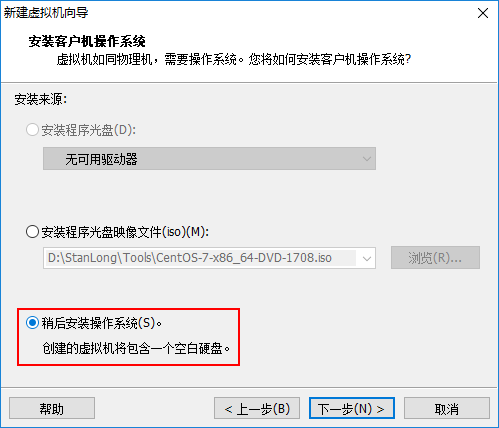 新建虚拟机向导
安装客户机操作系统
虚拟机如同物理机，需要操作系统。您将如何安装客户机操作系统?
安装来源:
安装程序光盘(D):
无可用驱动器
安装程序光盘映像文件(iso)(M):
D:\StanLong\Tools\CentOS-7-x86_64-DVD-1708.iso
浏览(R)...
稍后安装操作系统(S)。
创建的虚拟机将包含一个空白硬盘。
帮助
< 上一步(B)
下一步(N) >
取消